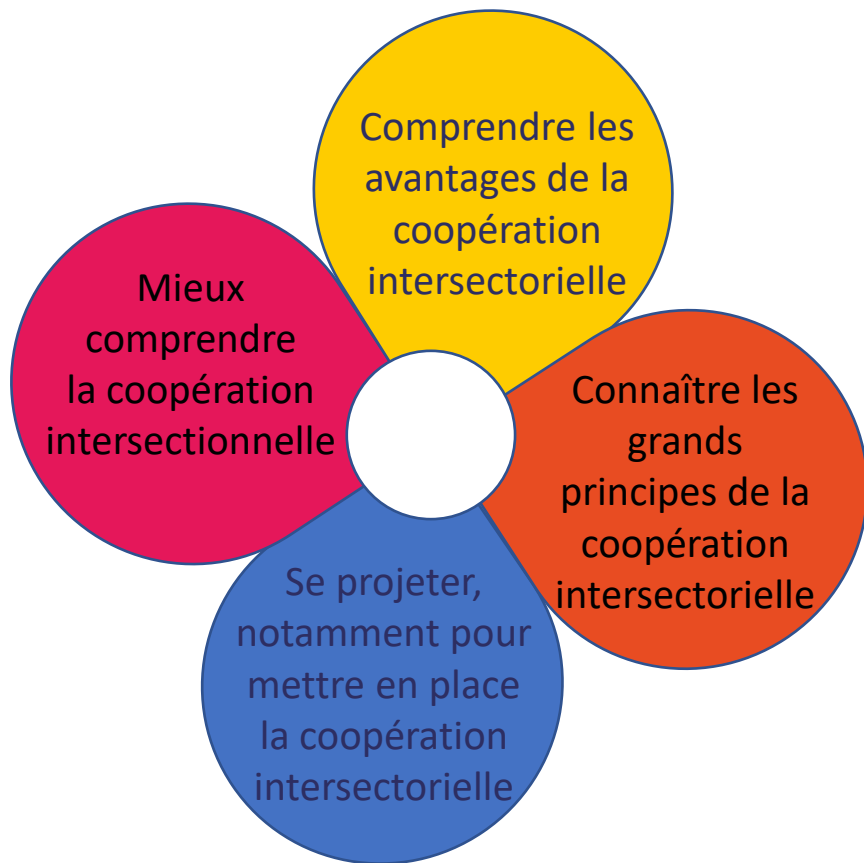 Comprendre les
avantages de la
coopération
intersectorielle
Mieux
comprendre
la coopération
intersectionnelle
Connaître les
grands
principes de la
coopération
intersectorielle
Se projeter,
notamment pour
mettre en place
la coopération
intersectorielle